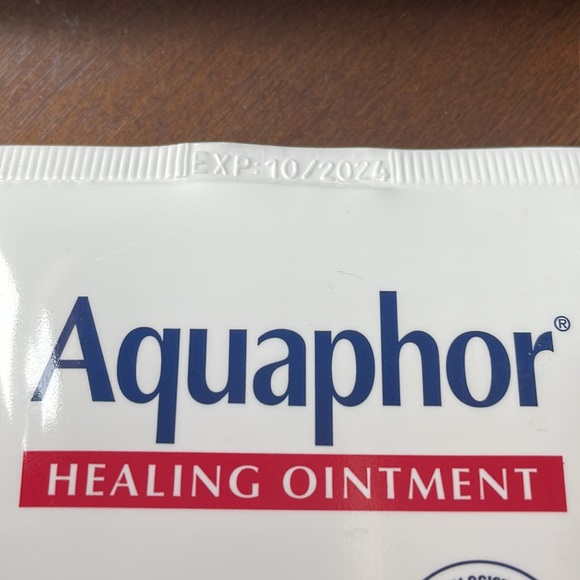 EXP: 10/2024
Aquaphor®
HEALING OINTMENT